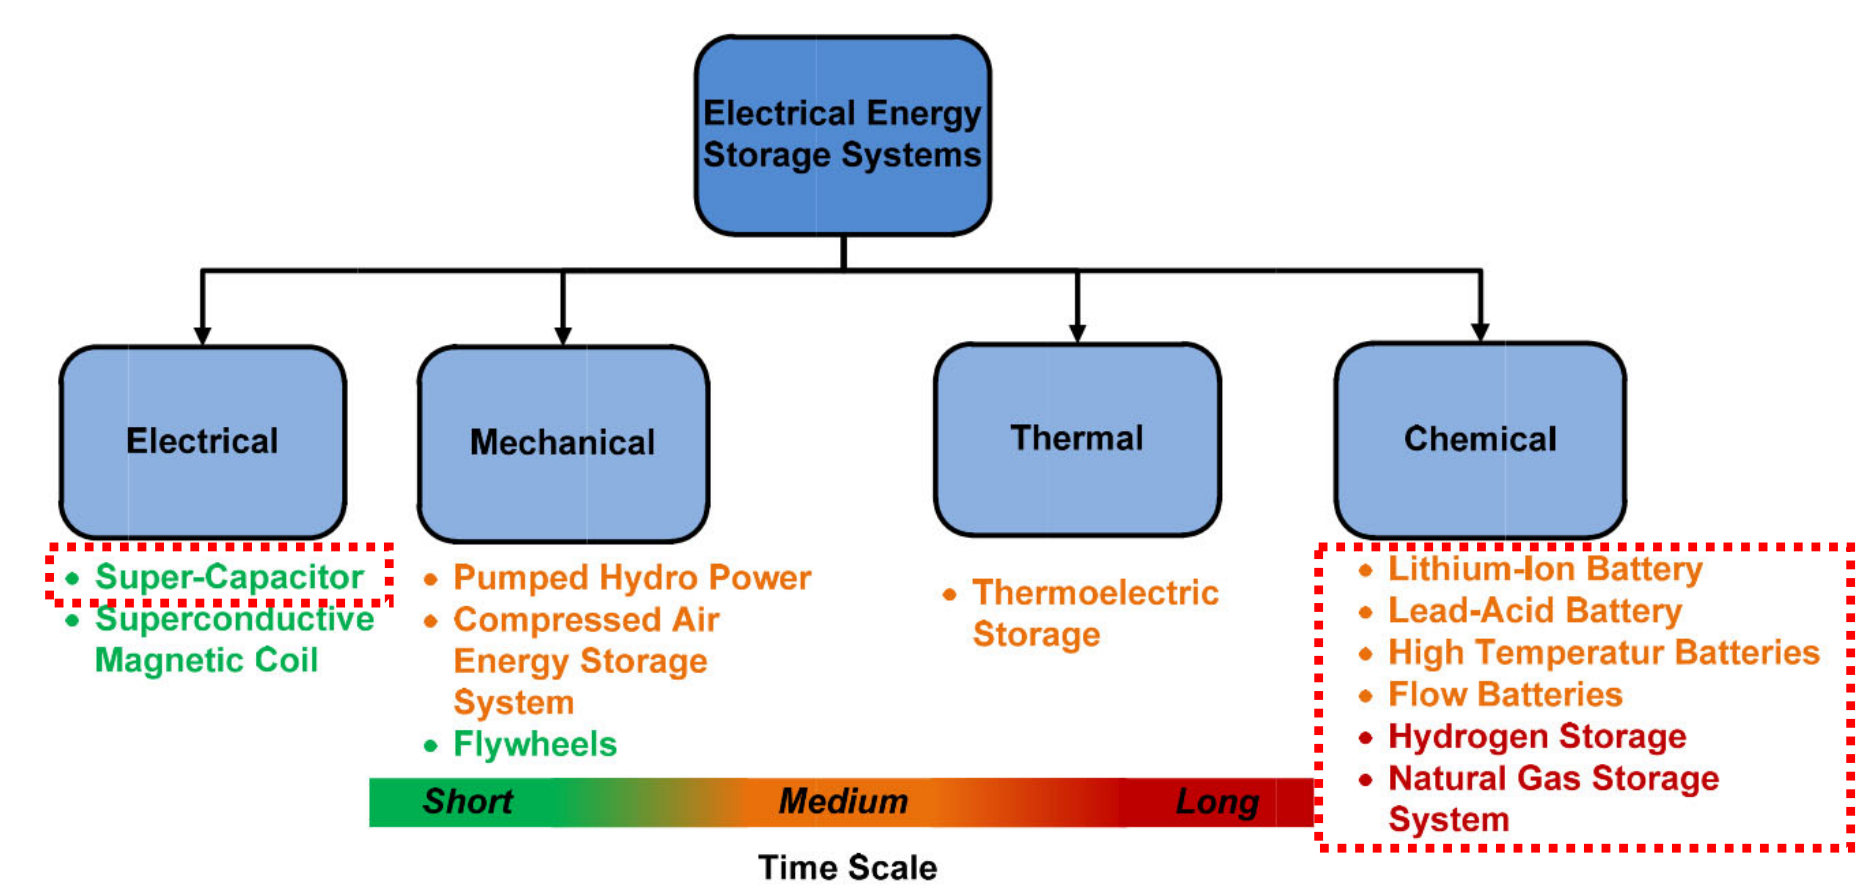 Electrical Energy
Storage Systems
Electrical
Mechanical
Thermal
Chemical
• Super-Capacitor
• Superconductive
Magnetic Coil
• Pumped Hydro Power
• Compressed Air
Energy Storage
System
• Flywheels
• Thermoelectric
Storage
• Lithium-Ion Battery
• Lead-Acid Battery
• High Temperatur Batteries
• Flow Batteries
• Hydrogen Storage
• Natural Gas Storage
System
Short Medium Long
Time Scale